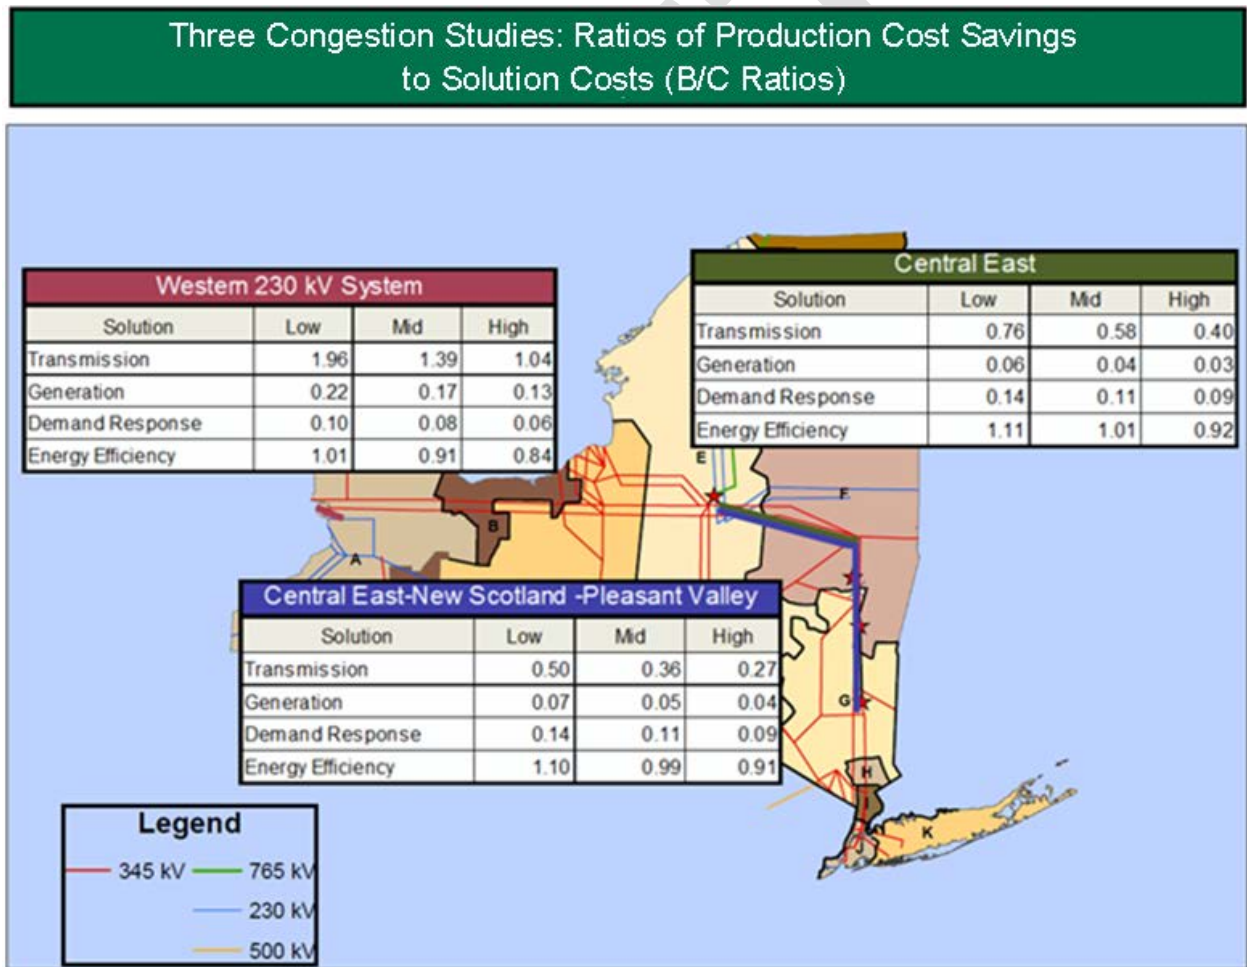 Three Congestion Studies: Ratios of Production Cost Savings
to Solution Costs (B/C Ratios)
Western 230 kV System
Solution Low Mid High
Transmission 1.96 1.39 1.04
Generation 0.22 0.17 0.13
Demand Response 0.10 0.08 0.06
Energy Efficiency 1.01 0.91 0.84
Central East
Solution Low Mid High
Transmission 0.76 0.58 0.40
Generation 0.06 0.04 0.03
Demand Response 0.14 0.11 0.09
Energy Efficiency 1.11 1.01 0.92
E
F
B
A
Central East-New Scotland -Pleasant Valley
Solution Low Mid High
Transmission 0.50 0.36 0.27
Generation 0.07 0.05 0.04
Demand Response 0.14 0.11 0.09
Energy Efficiency 1.10 0.99 0.91
G
H
I
J
K
Legend
345 kV 765 kV
230 kV
500 kV